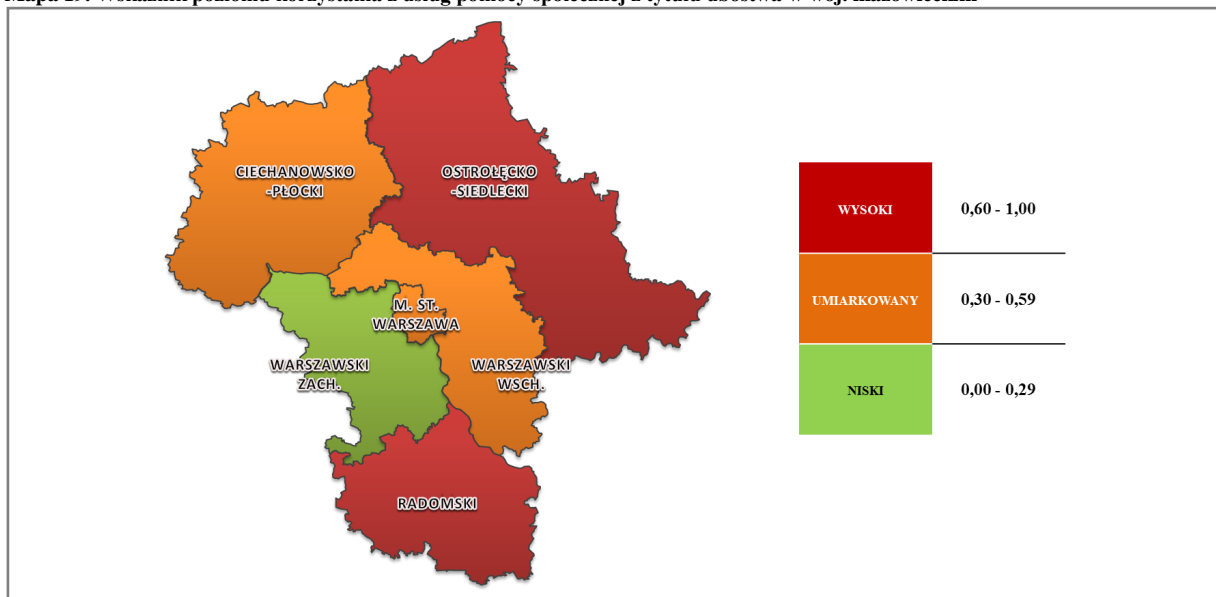 CIECHANOWSKO
-PŁOCKI
OSTROŁĘCKO
-SIEDLECKI
M. ST.
WARSZAWA
WARSZAWSKI
ZACH.
WARSZAWSKI
WSCH.
RADOMSKI
WYSOKI 0,60 - 1,00
UMIARKOWANY 0,30 - 0,59
NISKI 0,00 - 0,29